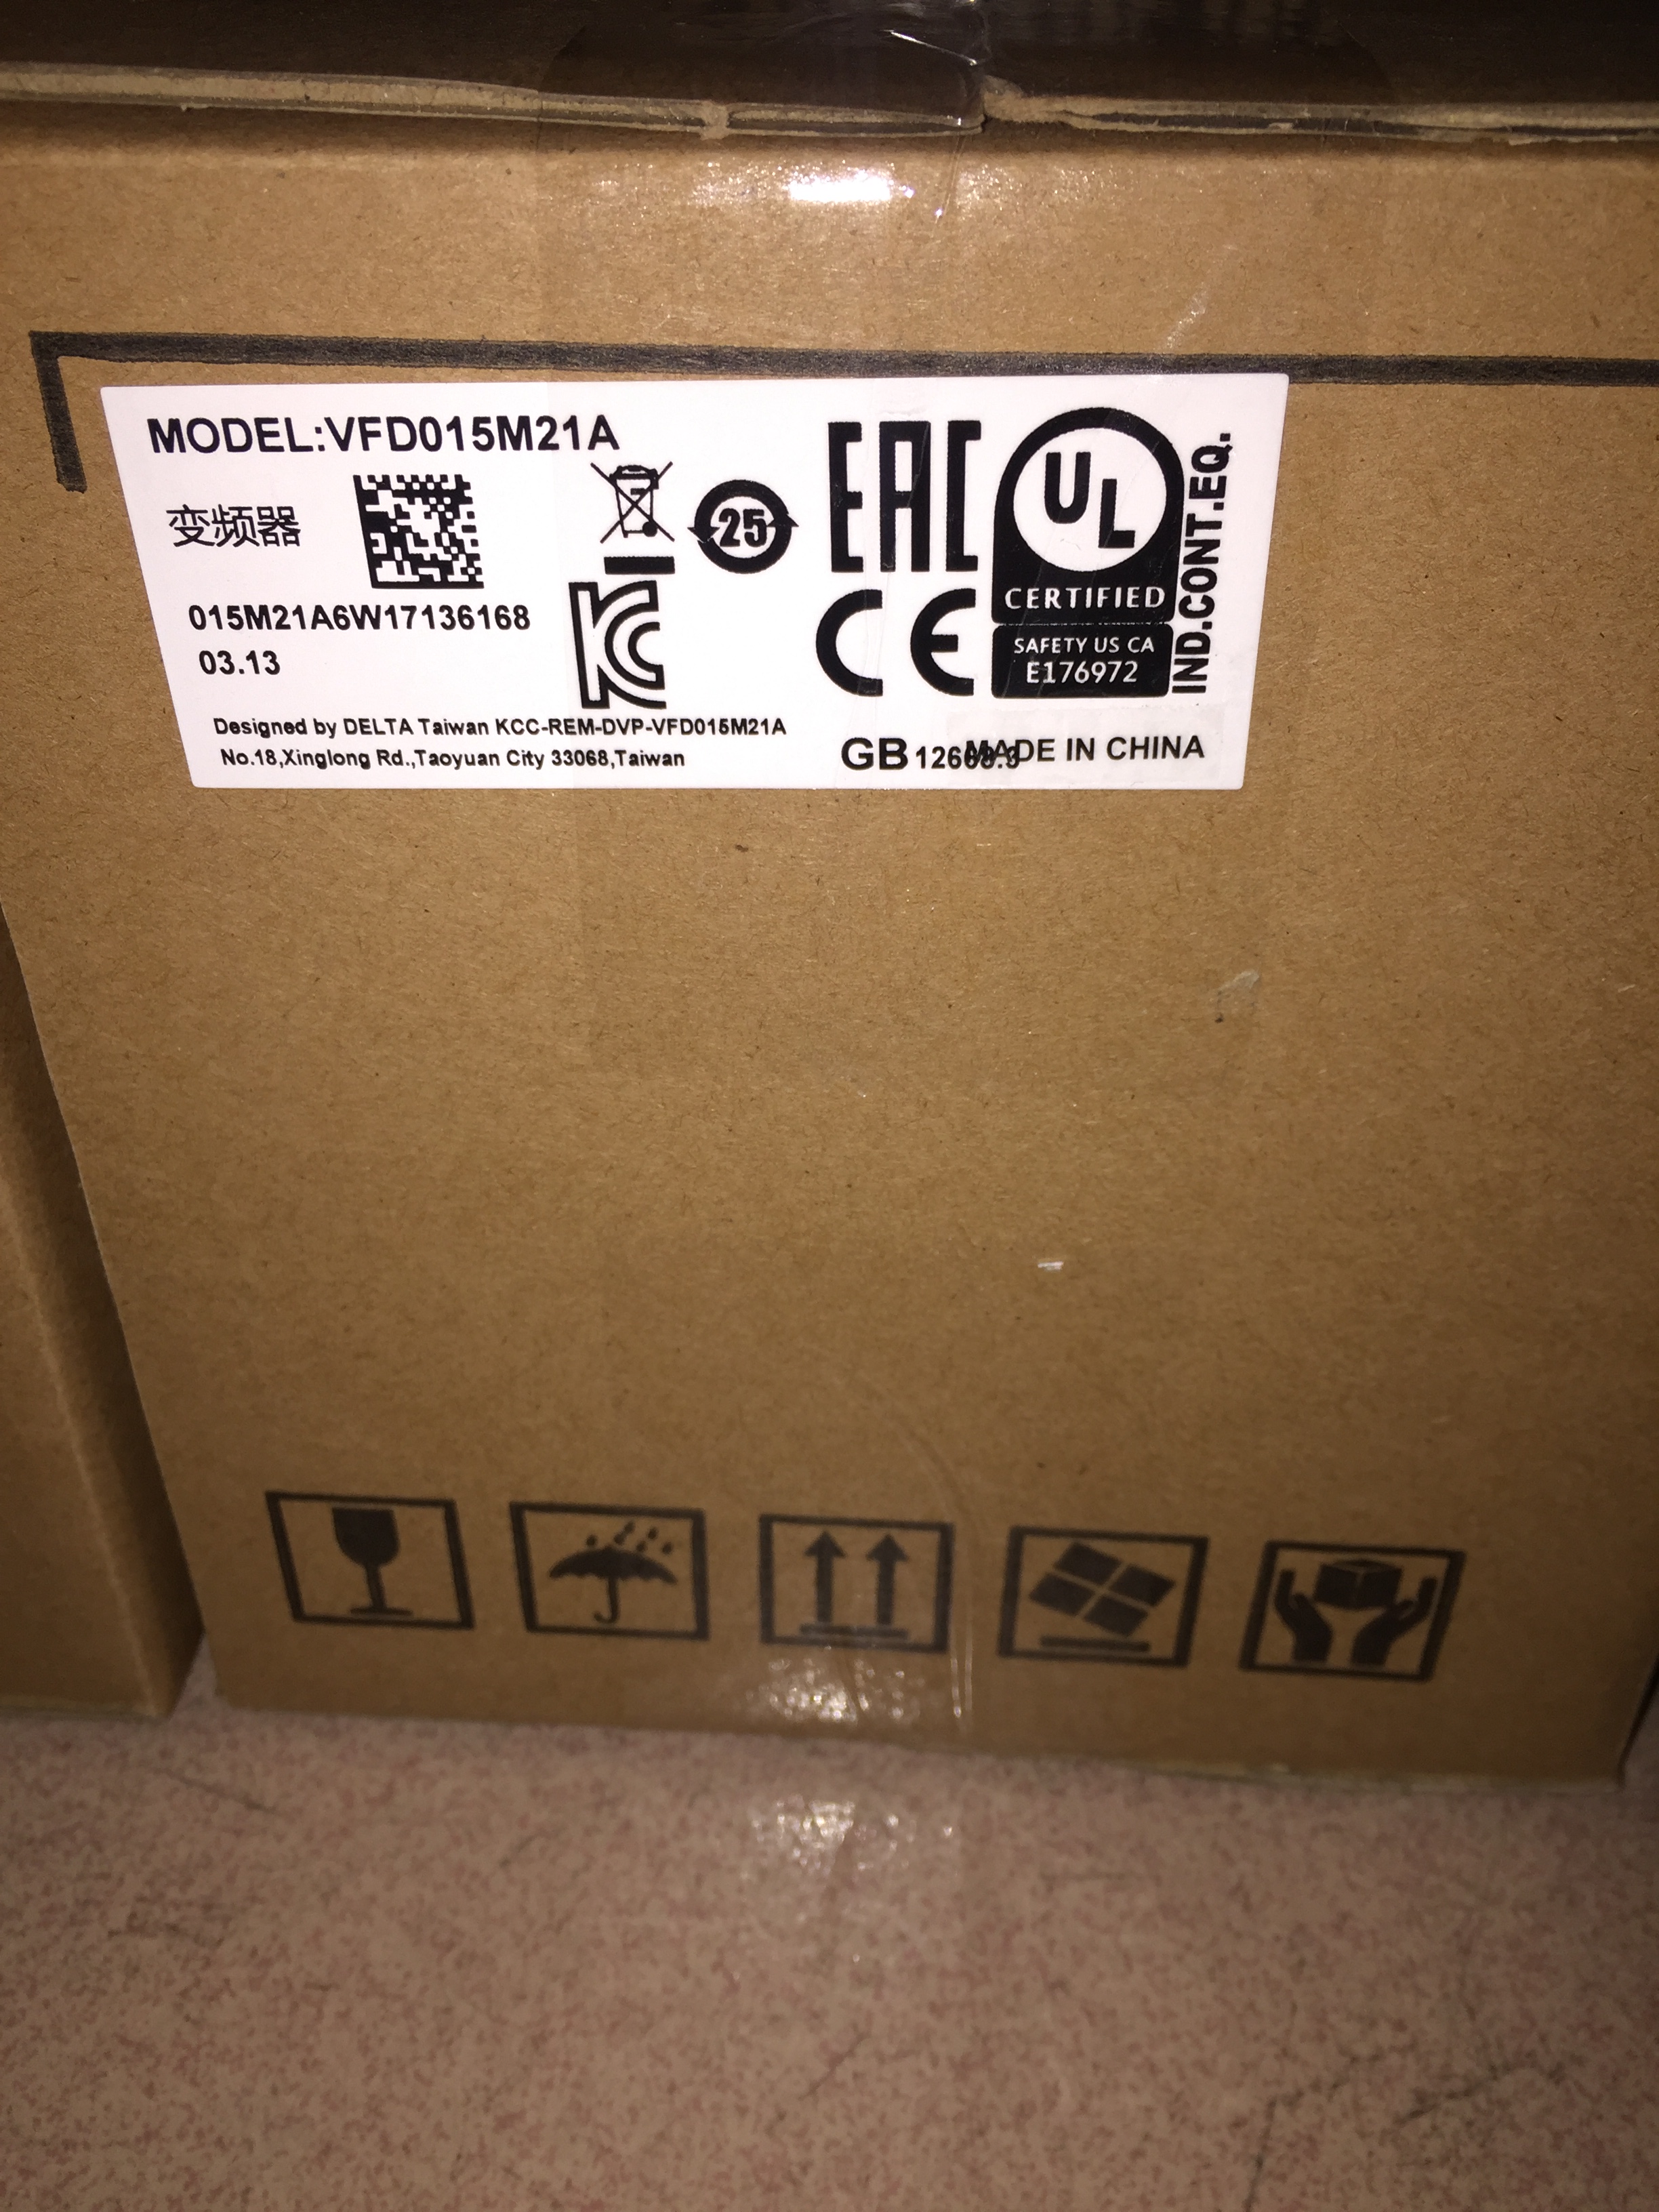 MODEL:VFD015M21A
变频器
015M21A6W17136168
03.13
25
EAC
CE
UL
CERTIFIED
SAFETY US CA
E176972
IND.CONT.EQ.
KC
Designed by DELTA Taiwan KCC-REM-DVP-VFD015M21A
No.18,Xinglong Rd.,Taoyuan City 33068,Taiwan
GB MADE IN CHINA